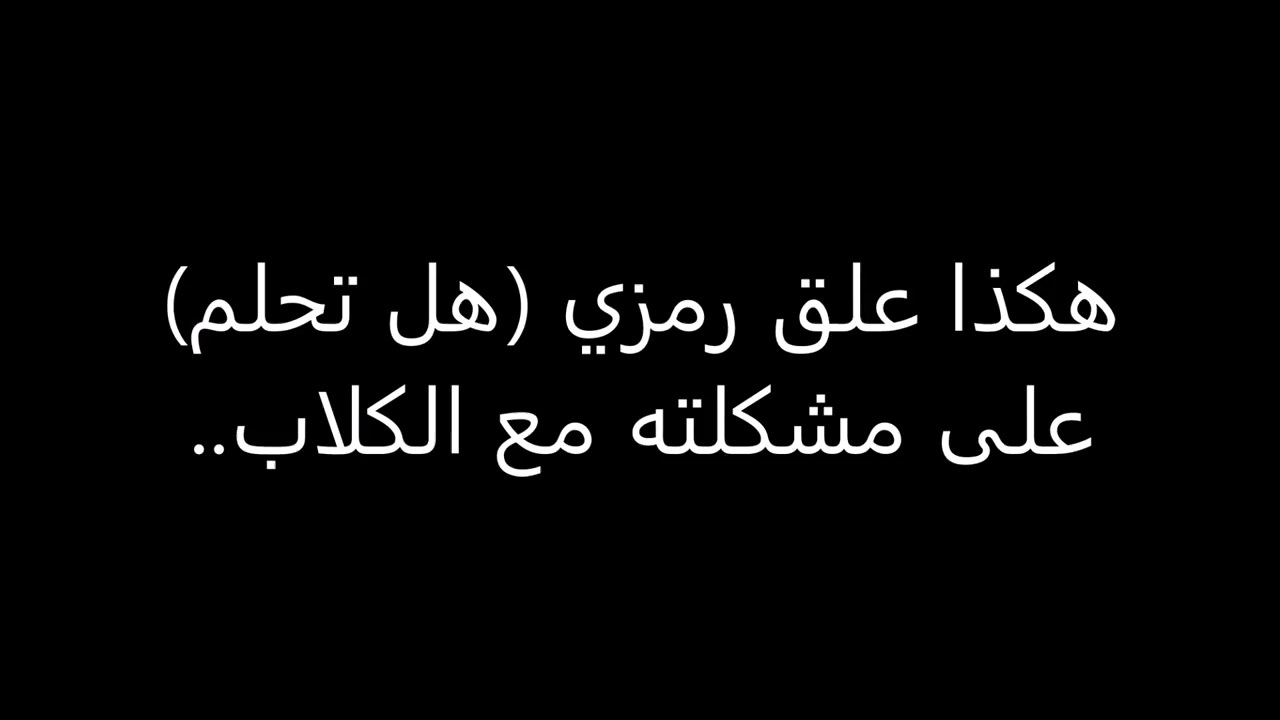 هكذا علق رمزي (هل تحلم)
على مشكلته مع الكلاب..